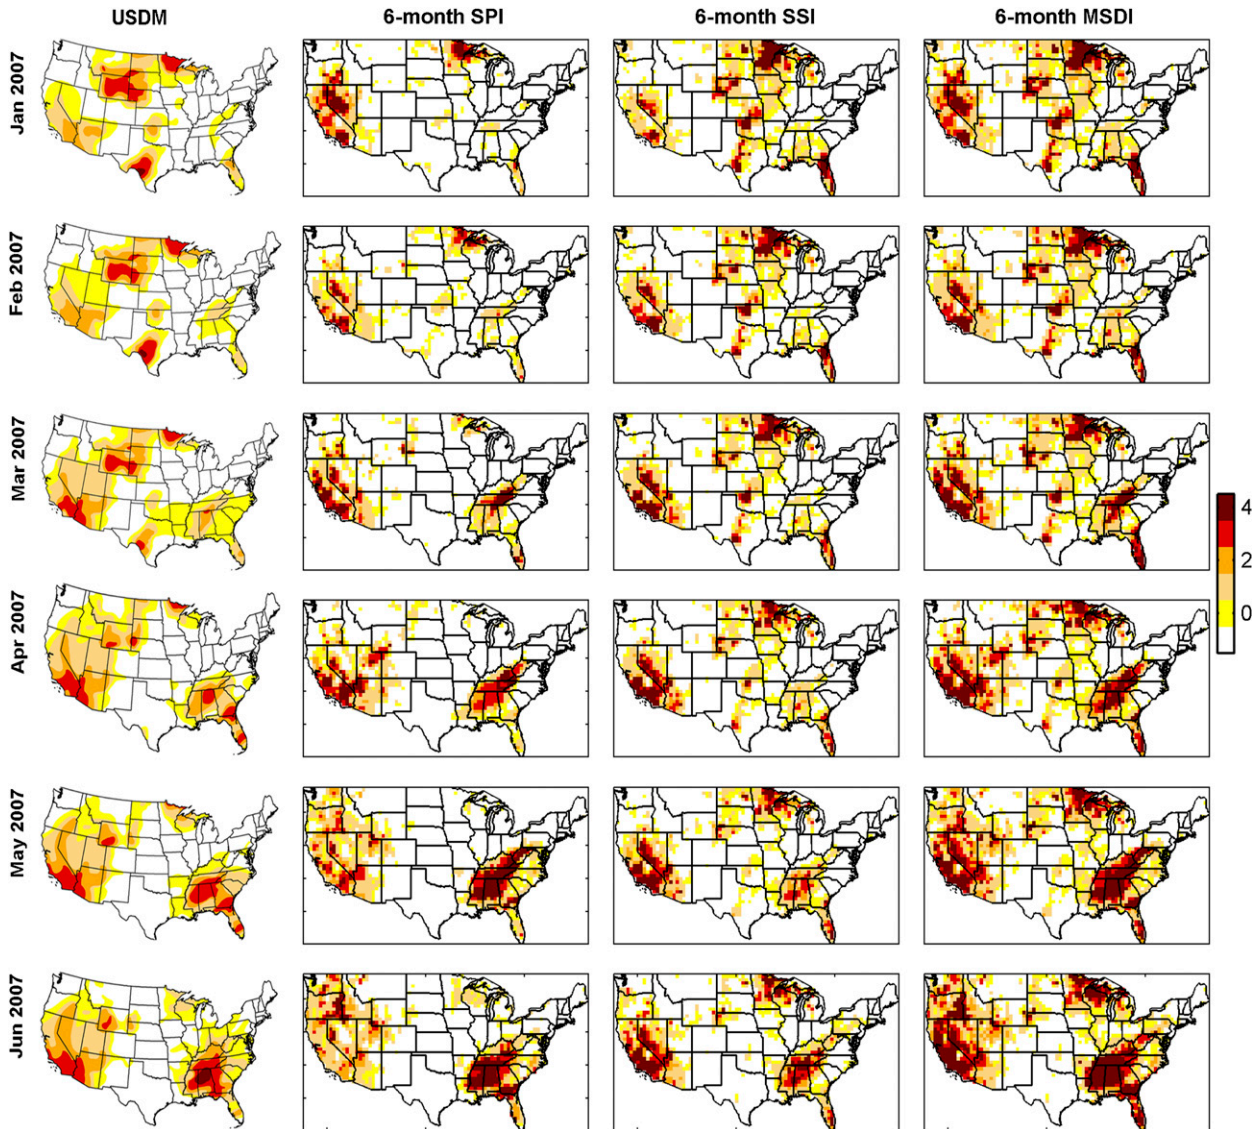 USDM 6-month SPI 6-month SSI 6-month MSDI
Jan 2007
Feb 2007
Mar 2007
Apr 2007
May 2007
Jun 2007
4
2
0